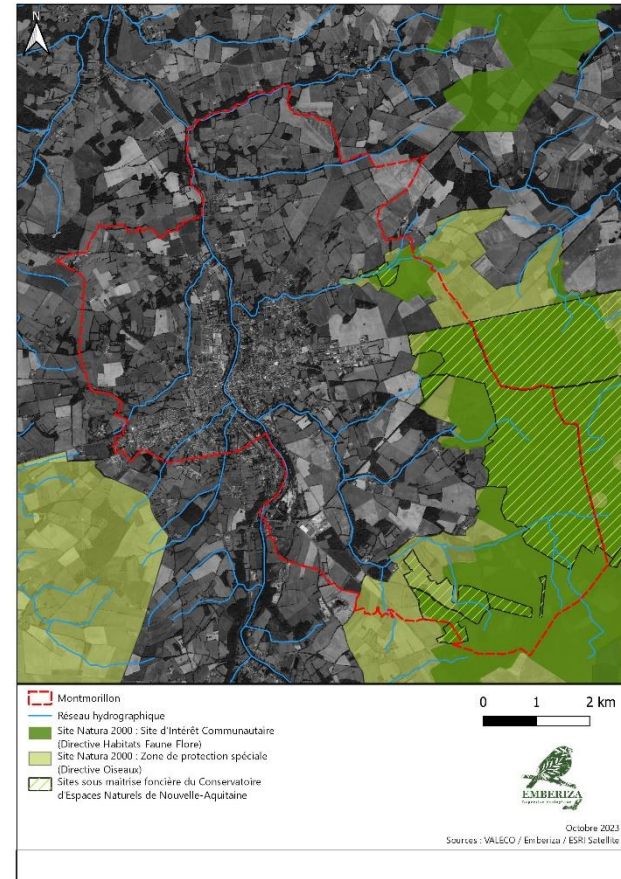 N
Montmorillon
Réseau hydrographique
Site Natura 2000 : Site d'Intérêt Communautaire
(Directive Habitats Faune Flore)
Site Natura 2000 : Zone de protection spéciale
(Directive Oiseaux)
Sites sous maitrise foncière du Conservatoire
d'Espaces Naturels de Nouvelle-Aquitaine
0 1 2 km
EMBERIZA
Octobre 2023
Sources : VALECO / Emberiza / ESRI Satellite